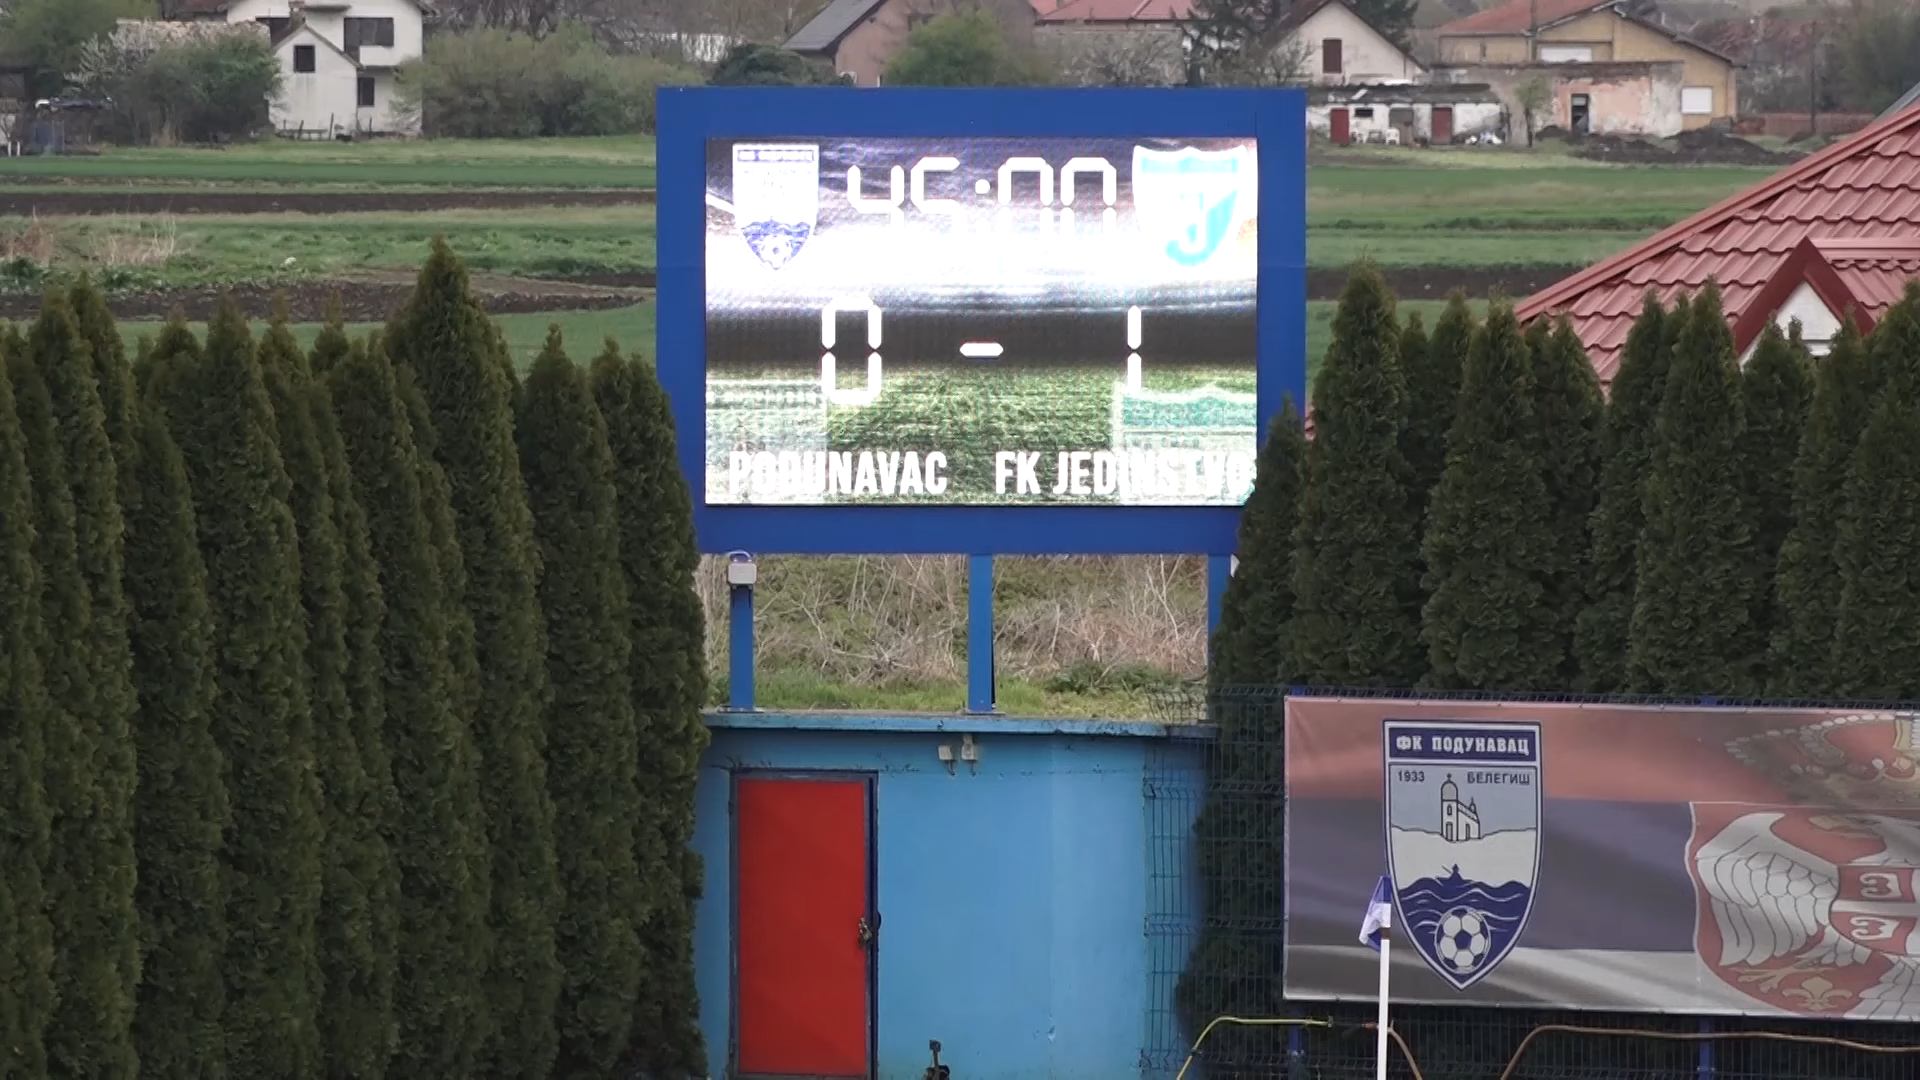 45:00
0 - 1
PODUNAVAC FK JEDINSTVO
ФК ПОДУНАВАЦ
1933 БЕЛЕГИШ